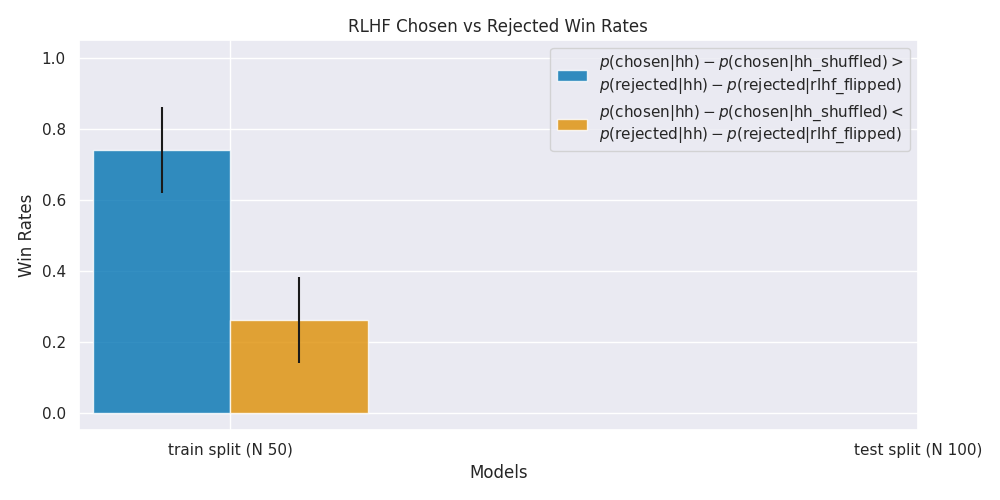 RLHF Chosen vs Rejected Win Rates
1.0
0.8
0.6
0.4
0.2
0.0
Win Rates
p(chosen|hh) − p(chosen|hh_shuffled) >
p(rejected|hh) − p(rejected|rlhf_flipped)
p(chosen|hh) − p(chosen|hh_shuffled) <
p(rejected|hh) − p(rejected|rlhf_flipped)
train split (N 50)
test split (N 100)
Models